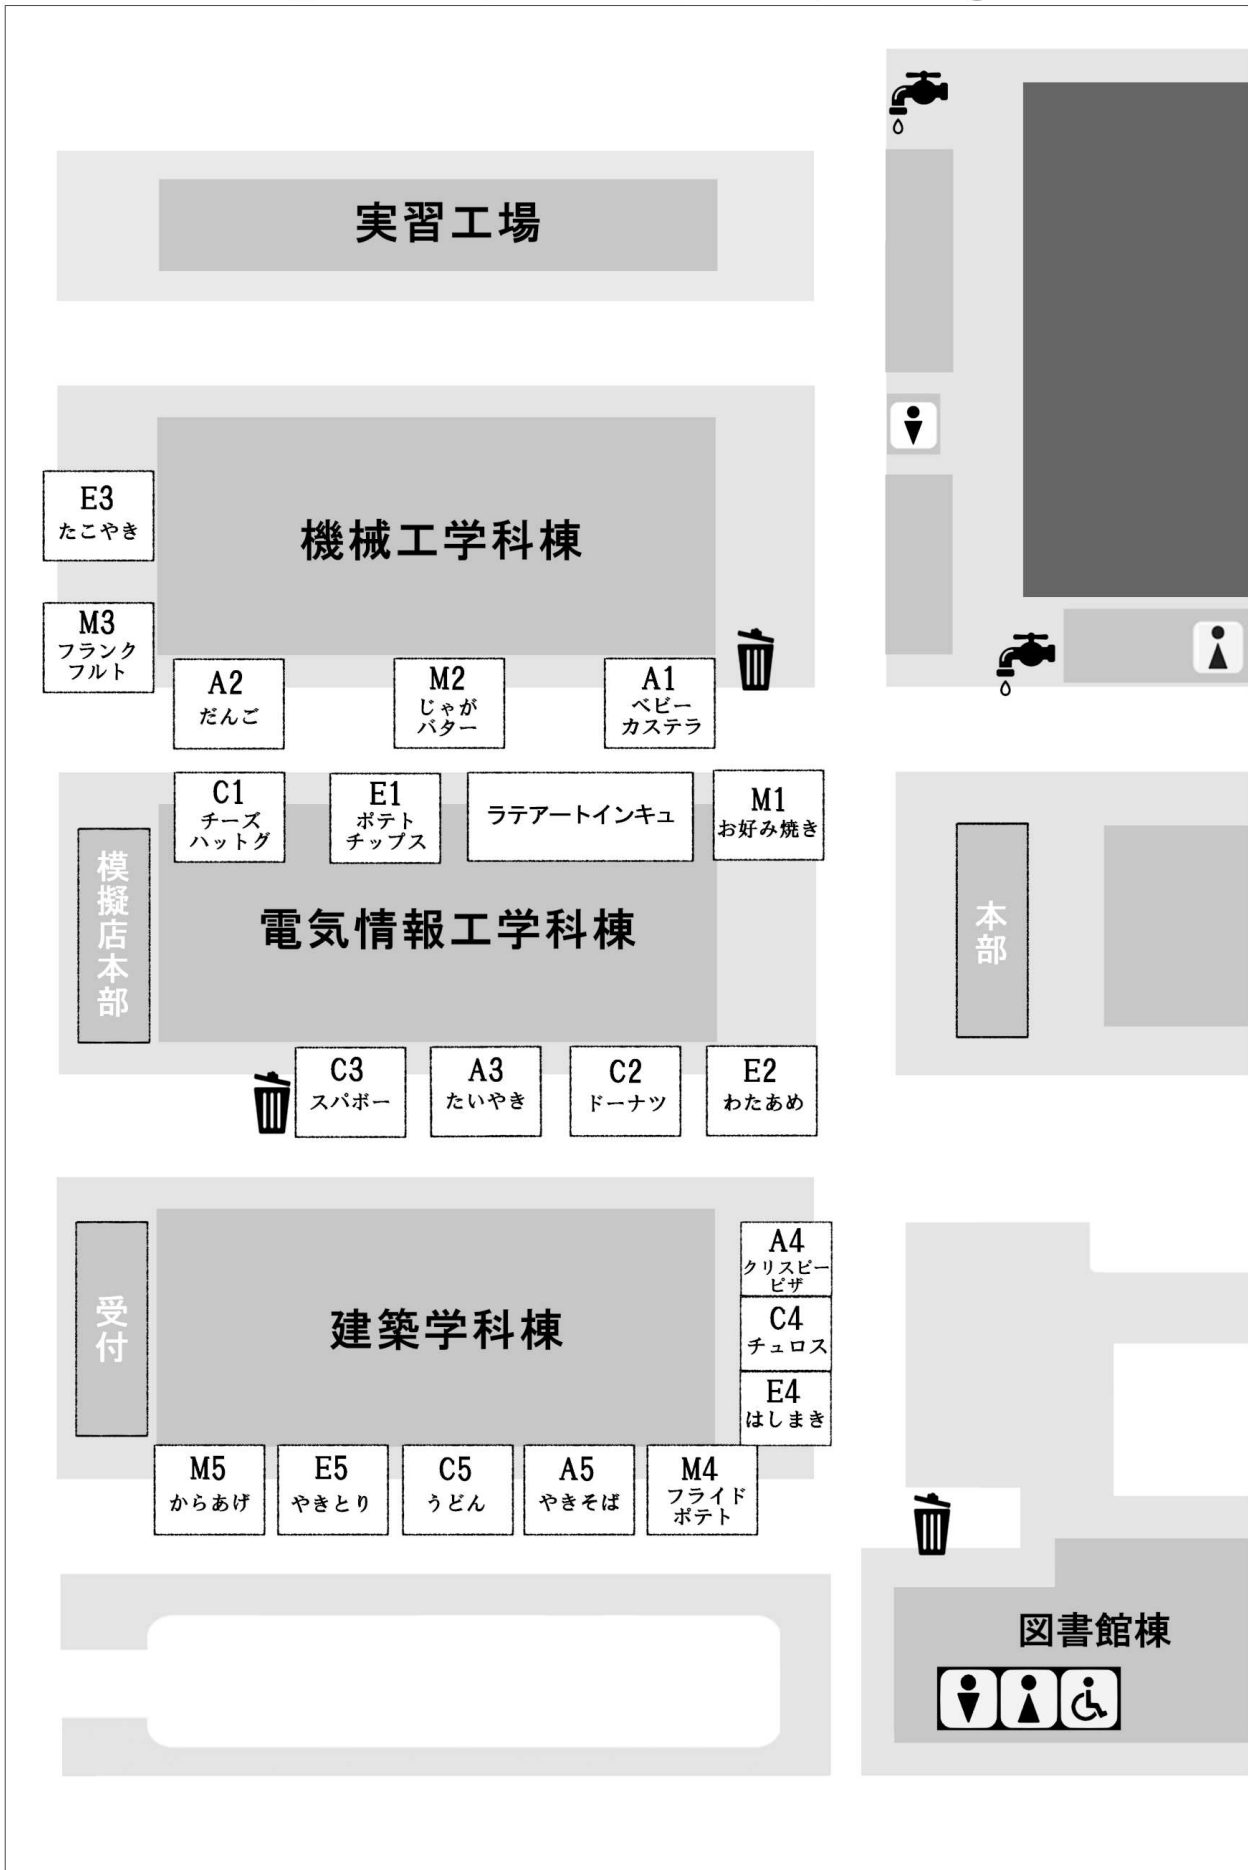 実習工場
E3
たこやき
機械工学科棟
M3
フランク
フルト
A2
だんご
M2
じゃが
バター
A1
ベビー
カステラ
C1
チーズ
ハットグ
E1
ポテト
チップス
ラテアートインキュ
M1
お好み焼き
模擬店本部
電気情報工学科棟
本部
C3
スパボー
A3
たいやき
C2
ドーナツ
E2
わたあめ
受付
建築学科棟
A4
クリスピー
ピザ
C4
チュロス
E4
はしまき
M5
からあげ
E5
やきとり
C5
うどん
A5
やきそば
M4
フライド
ポテト
図書館棟